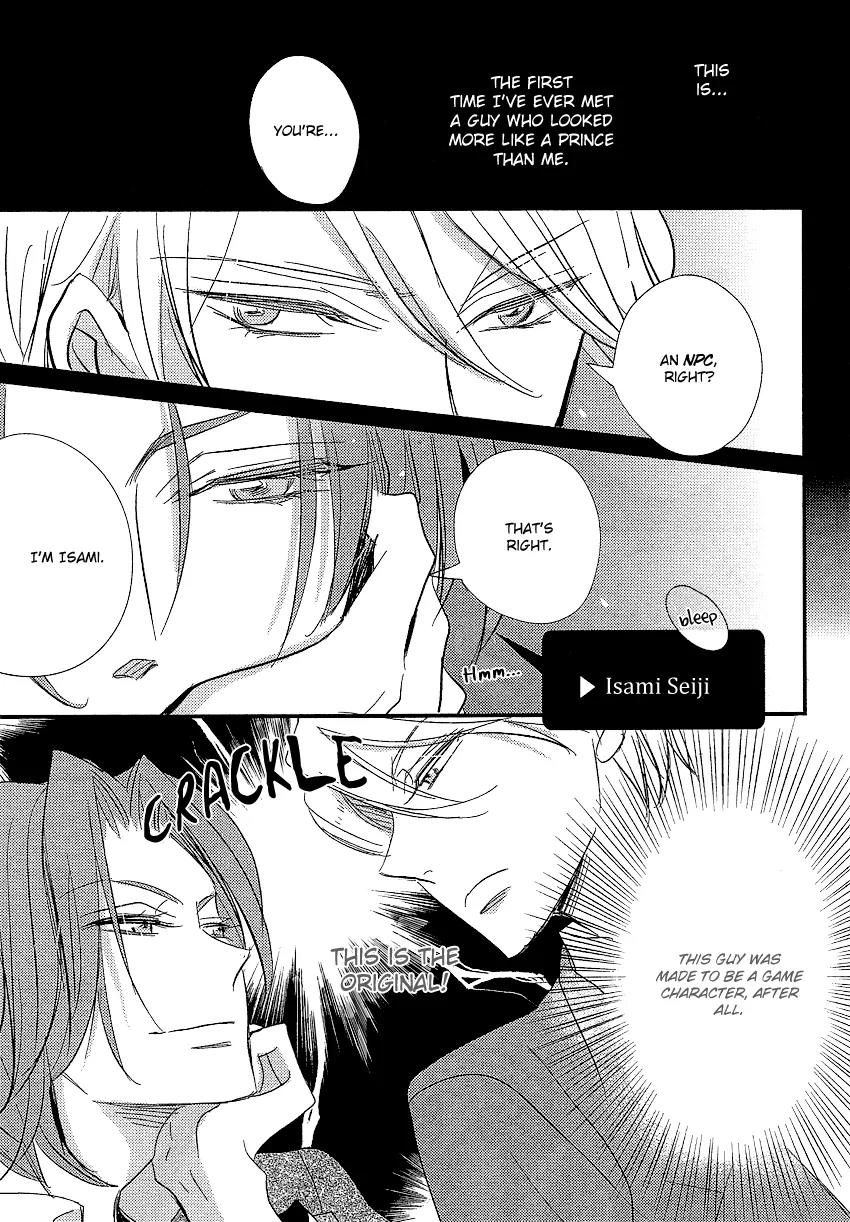 THIS
IS...
THE FIRST
TIME I'VE EVER MET
A GUY WHO LOOKED
MORE LIKE A PRINCE
THAN ME.
YOU'RE...
AN NPC,
RIGHT?
THAT'S
RIGHT.
I'M ISAMI.
bleep
Isami Seiji
Hmm...
CRACKLE
THIS IS THE
ORIGINAL!
THIS GUY WAS
MADE TO BE A GAME
CHARACTER, AFTER
ALL.